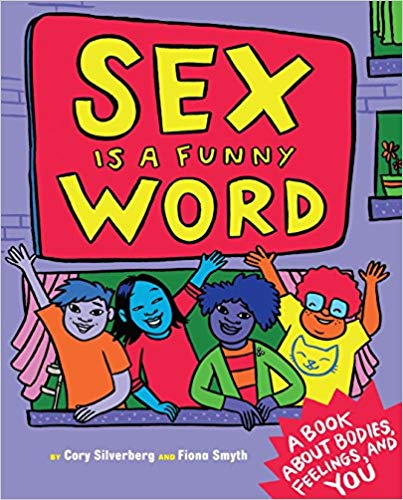 SEX
IS A FUNNY
WORD
BY Cory Silverberg AND Fiona Smyth
A BOOK
ABOUT BODIES,
FEELINGS, AND
YOU